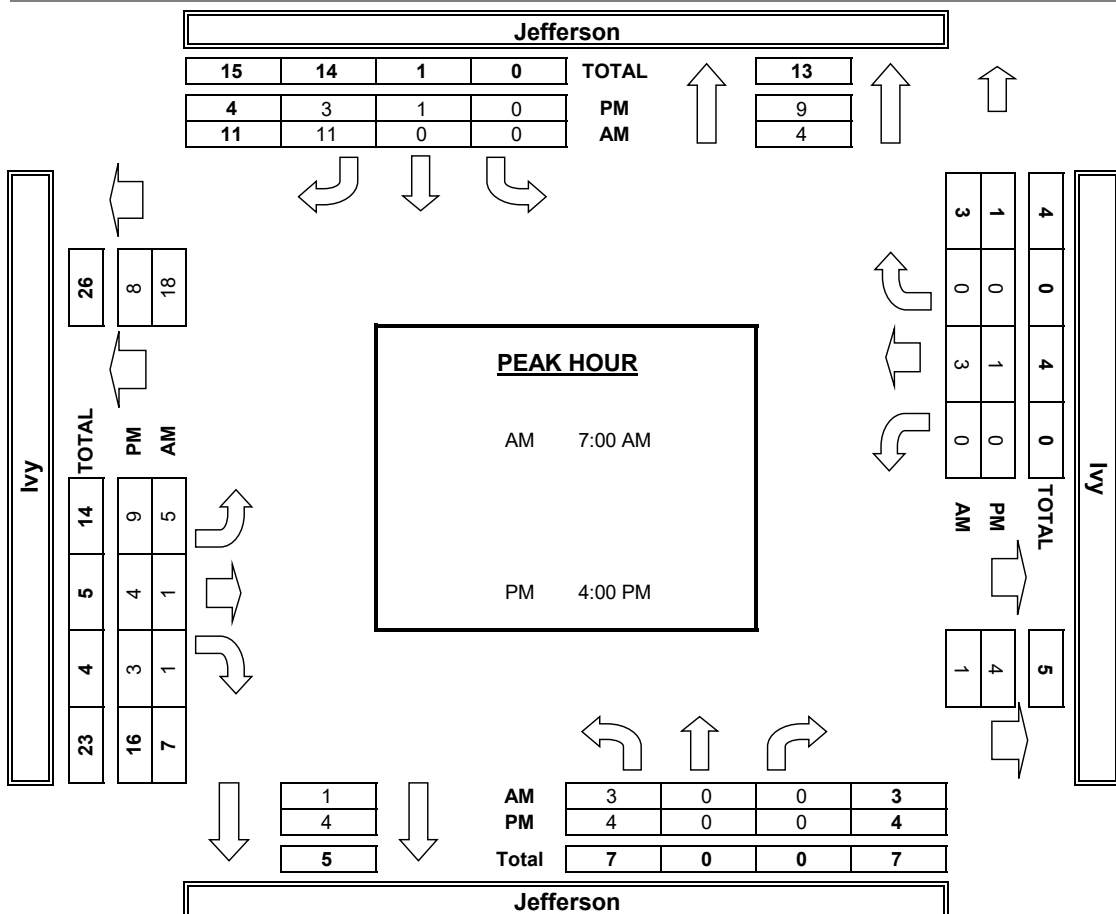 Jefferson
15 14 1 0 TOTAL 13
4 3 1 0 PM 9
11 11 0 0 AM 4
Ivy
26 8 18
TOTAL PM AM
14 9 5
5 4 1
4 3 1
23 16 7
PEAK HOUR
AM 7:00 AM
PM 4:00 PM
3 1 4
0 0 0
3 1 4
0 0 0
AM PM TOTAL
1 4 5
Ivy
1 AM 3 0 0 3
4 PM 4 0 0 4
5 Total 7 0 0 7
Jefferson